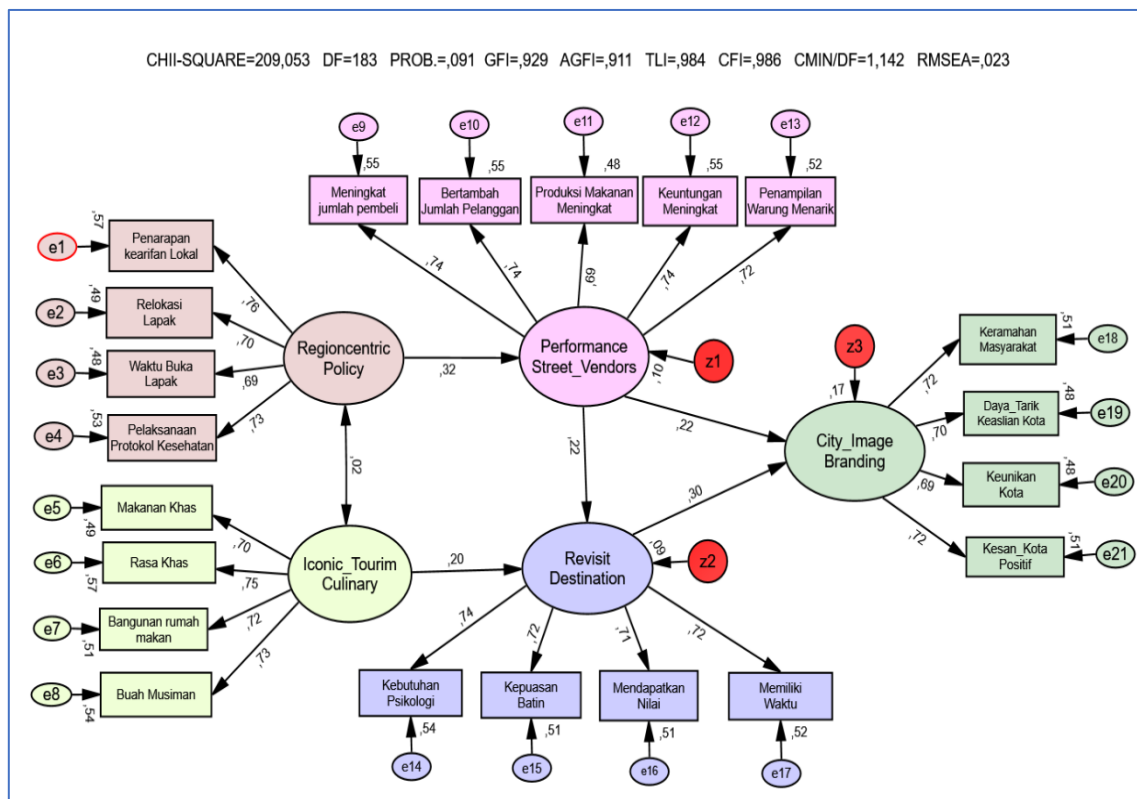 CHII-SQUARE=209,053 DF=183 PROB.=,091 GFI=,929 AGFI=,911 TLI=,984 CFI=,986 CMIN/DF=1,142 RMSEA=,023
e9
e10
e11
e12
e13
,55
,55
,48
,55
,52
Meningkat
jumlah pembeli
Bertambah
Jumlah Pelanggan
Produksi Makanan
Meningkat
Keuntungan
Meningkat
Penampilan
Warung Menarik
,74
,74
,69
,74
,72
e1
,57
Penarapan
kearifan Lokal
,76
e2
,49
Relokasi
Lapak
,70
e3
,48
Waktu Buka
Lapak
,69
e4
,53
Pelaksanaan
Protokol Kesehatan
,73
Regioncentric
Policy
,32
Performance
Street_Vendors
,10
z1
z3
,17
,22
,22
City_Image
Branding
,72
Keramahan
Masyarakat
,51
e18
,70
Daya_Tarik
Keaslian Kota
,48
e19
,69
Keunikan
Kota
,48
e20
,72
Kesan_Kota
Positif
,51
e21
,02
e5
,49
Makanan Khas
,70
e6
,57
Rasa Khas
,75
e7
,51
Bangunan rumah
makan
,72
e8
,54
Buah Musiman
,73
Iconic_Tourim
Culinary
,20
Revisit
Destination
,30
,09
z2
,74
,72
,71
,72
Kebutuhan
Psikologi
Kepuasan
Batin
Mendapatkan
Nilai
Memiliki
Waktu
,54
,51
,51
,52
e14
e15
e16
e17